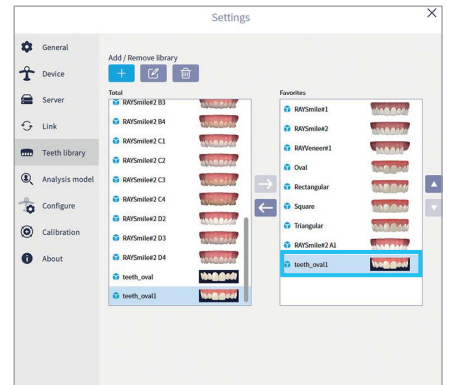 Settings
General
Device
Server
Link
Teeth library
Analysis model
Configure
Calibration
About
Add / Remove library
Total
RAYSmile#2 B3
RAYSmile#2 B4
RAYSmile#2 C1
RAYSmile#2 C2
RAYSmile#2 C3
RAYSmile#2 C4
RAYSmile#2 D2
RAYSmile#2 D3
RAYSmile#2 D4
teeth_oval
teeth_oval1
Favorites
RAYSmile#1
RAYSmile#2
RAYVeneer#1
Oval
Rectangular
Square
Triangular
RAYSmile#2 A1
teeth_oval1